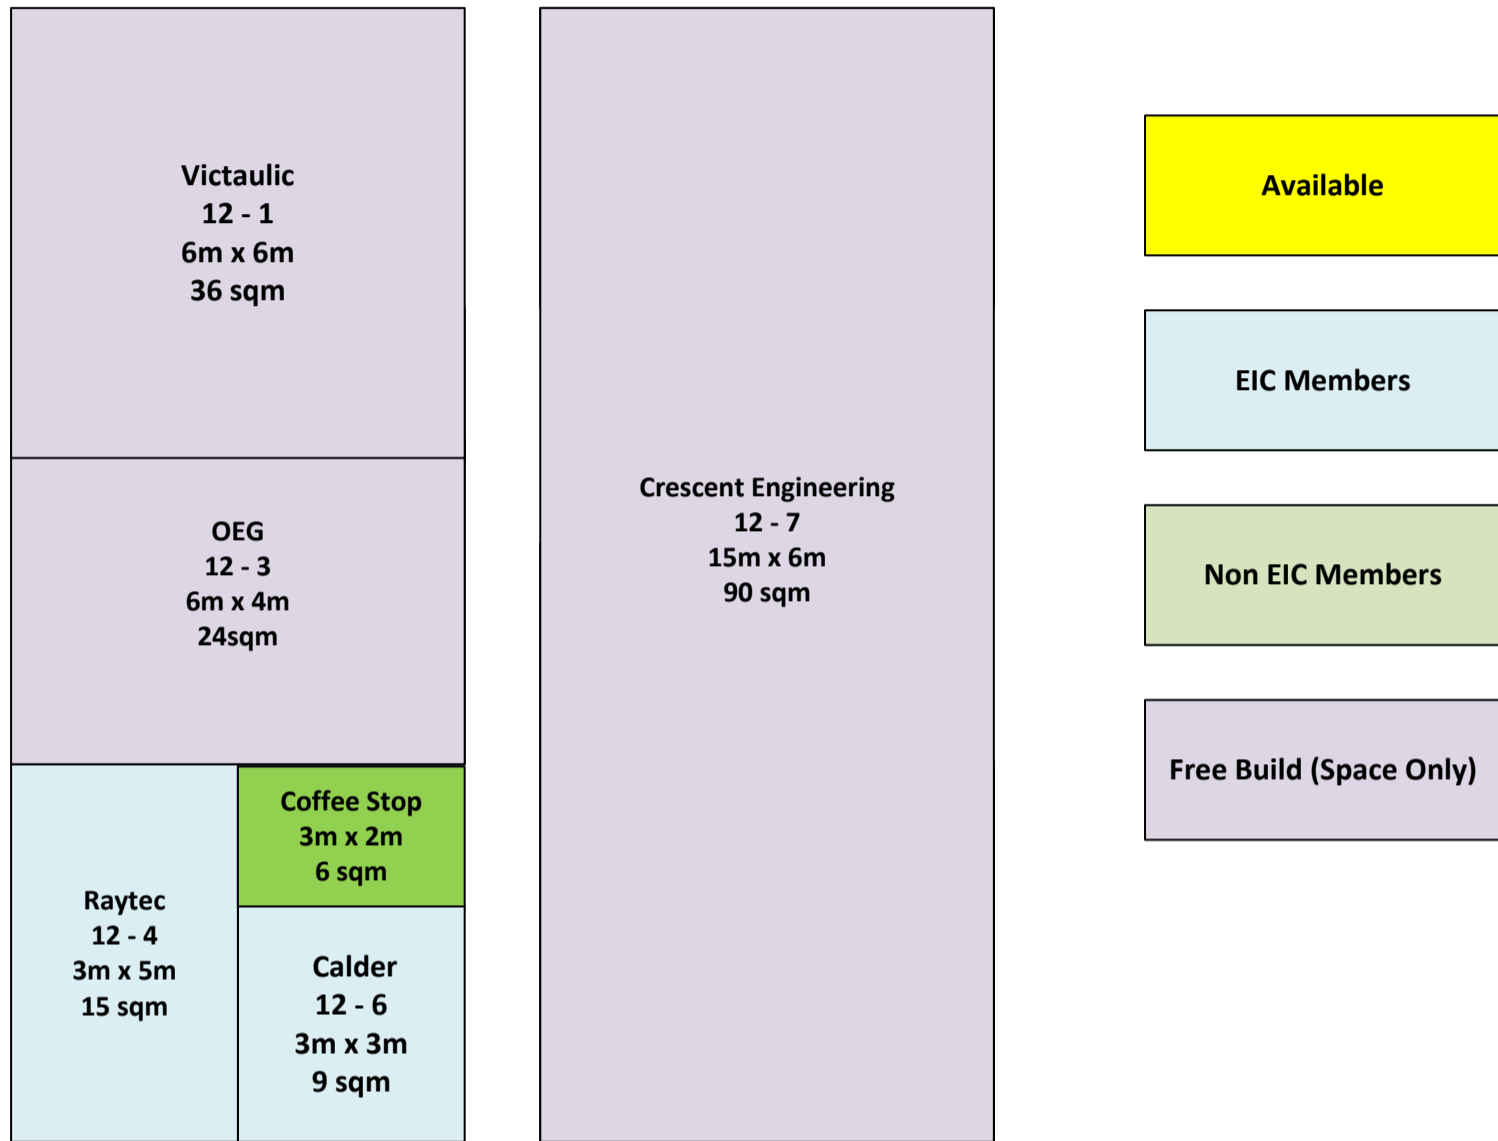 Victaulic
12 - 1
6m x 6m
36 sqm
OEG
12 - 3
6m x 4m
24sqm
Raytec
12 - 4
3m x 5m
15 sqm
Coffee Stop
3m x 2m
6 sqm
Calder
12 - 6
3m x 3m
9 sqm
Crescent Engineering
12 - 7
15m x 6m
90 sqm
Available
EIC Members
Non EIC Members
Free Build (Space Only)